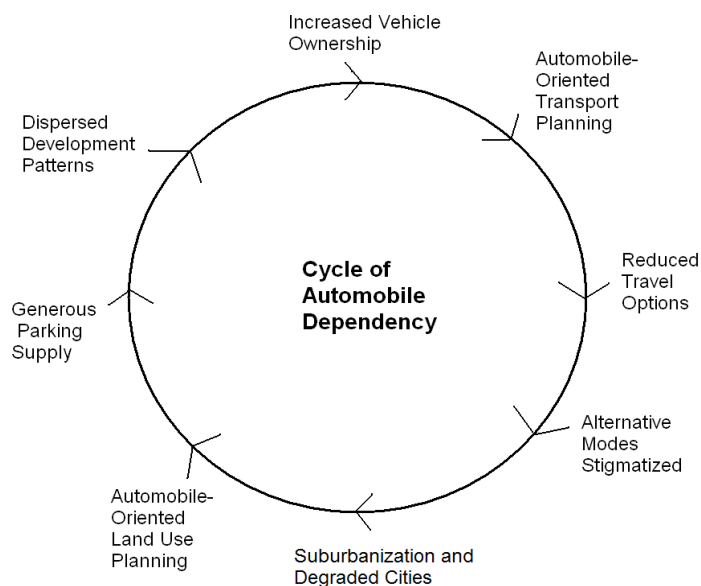 Increased Vehicle
Ownership
Automobile-
Oriented
Transport
Planning
Reduced
Travel
Options
Alternative
Modes
Stigmatized
Suburbanization and
Degraded Cities
Automobile-
Oriented
Land Use
Planning
Generous
Parking
Supply
Dispersed
Development
Patterns
Cycle of
Automobile
Dependency